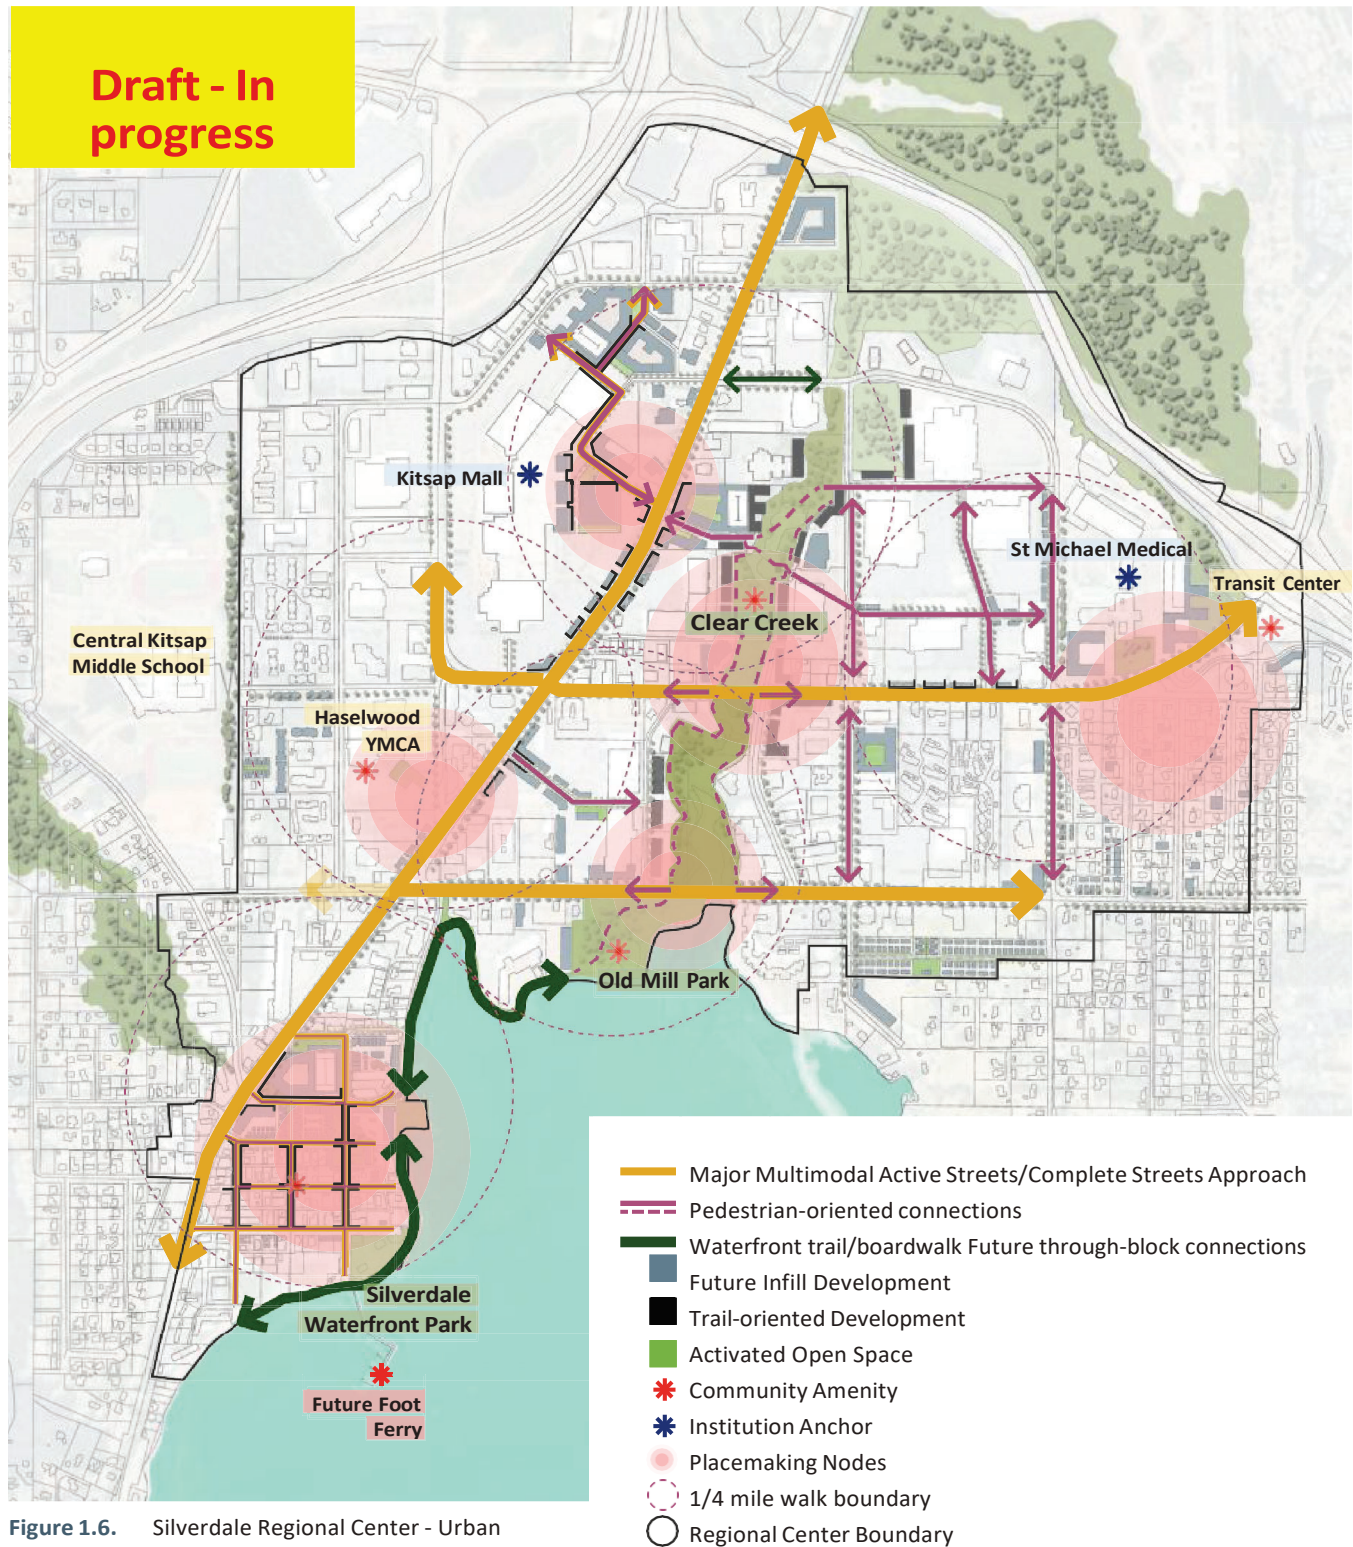 Draft - In
progress
Kitsap Mall
St Michael Medical
Transit Center
Clear Creek
Central Kitsap
Middle School
Haselwood
YMCA
Old Mill Park
Silverdale
Waterfront Park
Future Foot
Ferry
Major Multimodal Active Streets/Complete Streets Approach
Pedestrian-oriented connections
Waterfront trail/boardwalk Future through-block connections
Future Infill Development
Trail-oriented Development
Activated Open Space
Community Amenity
Institution Anchor
Placemaking Nodes
1/4 mile walk boundary
Regional Center Boundary
Figure 1.6. Silverdale Regional Center - Urban